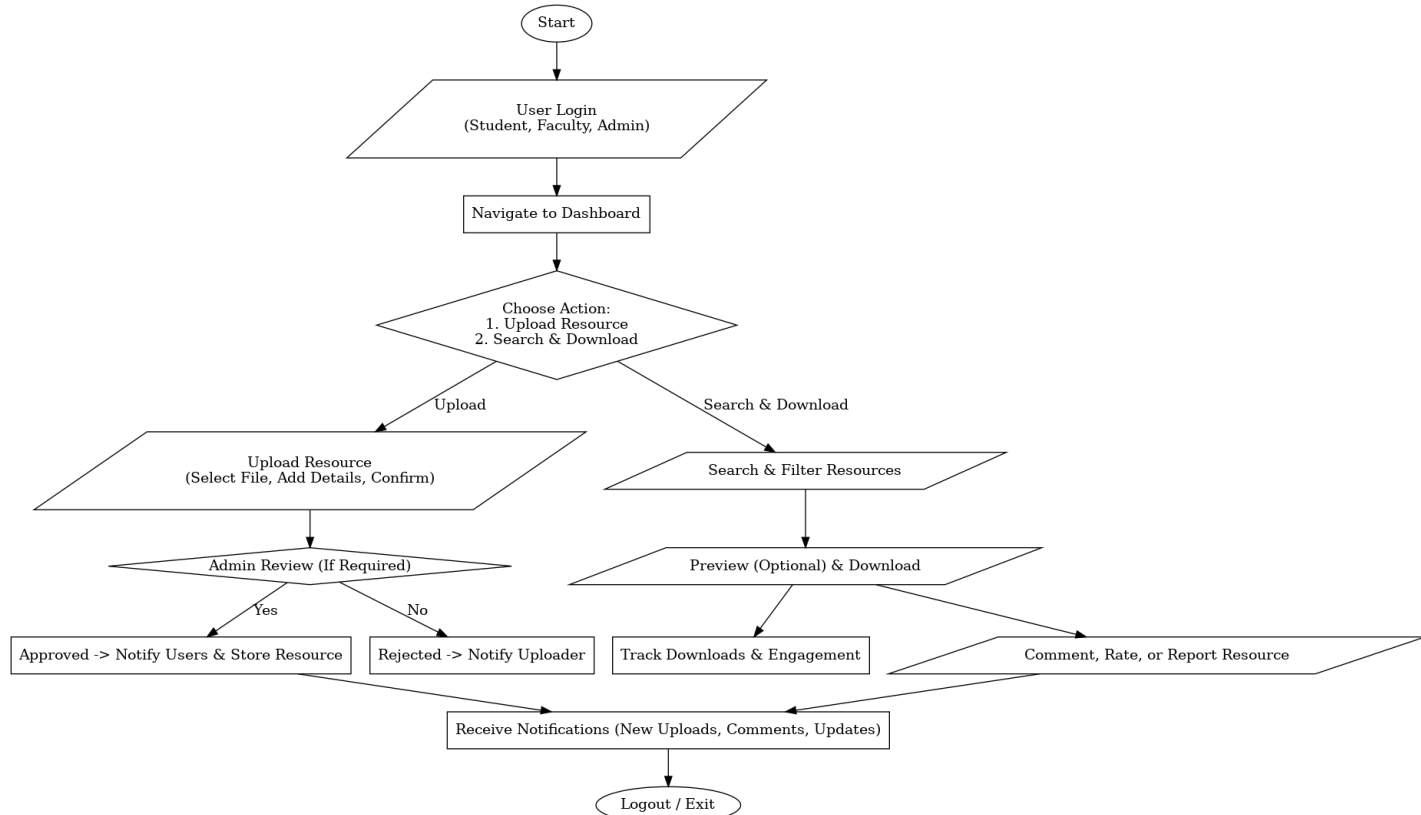 Start
User Login
(Student, Faculty, Admin)
Navigate to Dashboard
Choose Action:
1. Upload Resource
2. Search & Download
Upload
Search & Download
Upload Resource
(Select File, Add Details, Confirm)
Search & Filter Resources
Admin Review (If Required)
Preview (Optional) & Download
Yes
No
Approved -> Notify Users & Store Resource
Rejected -> Notify Uploader
Track Downloads & Engagement
Comment, Rate, or Report Resource
Receive Notifications (New Uploads, Comments, Updates)
Logout / Exit